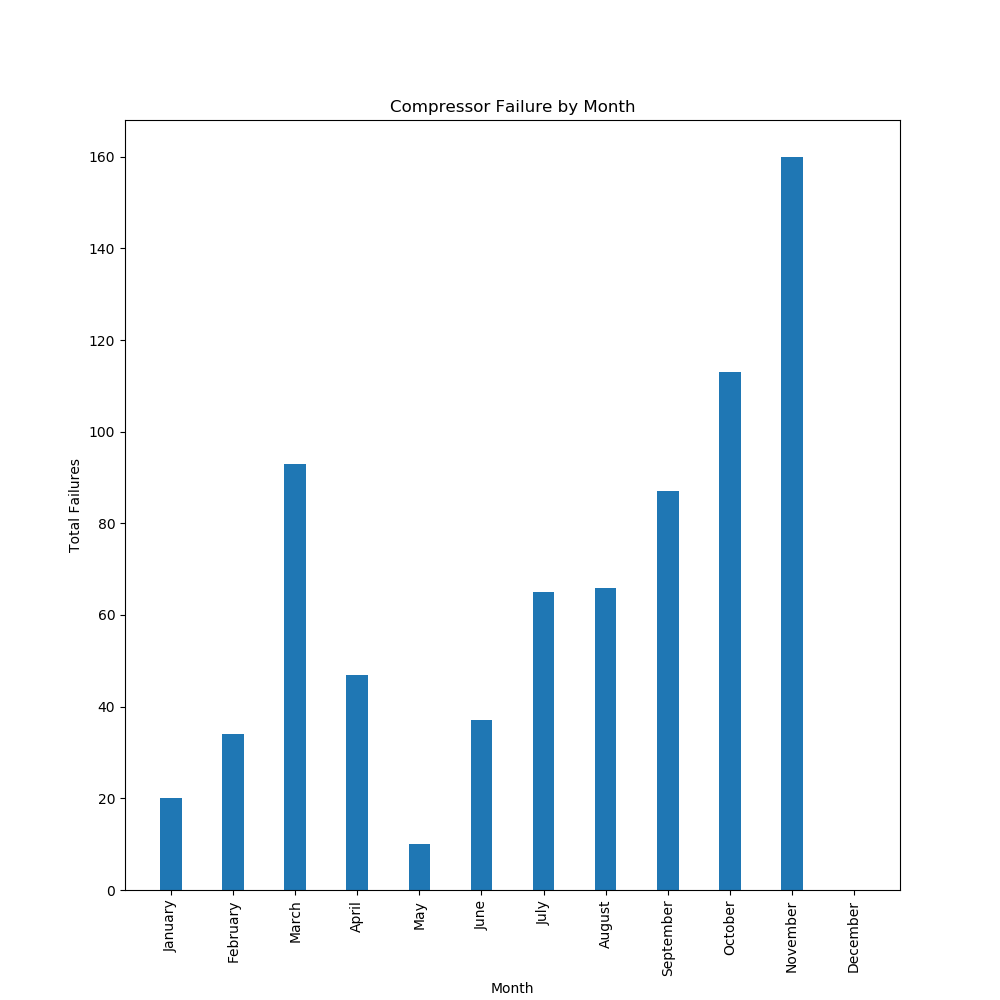 Compressor Failure by Month
160
140
120
100
80
60
40
20
0
Total Failures
January
February
March
April
May
June
July
August
September
October
November
December
Month